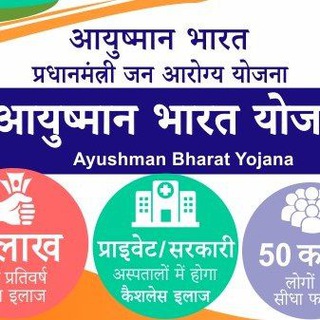 आयुष्मान भारत
प्रधानमंत्री जन आरोग्य योजना
आयुष्मान भारत
Ayushman Bharat Yojana
लाख
प्रतिवर्ष
इलाज
प्राइवेट/सरकारी
अस्पतालों में होगा
कैशलेस इलाज
50
लोगों
सीधा